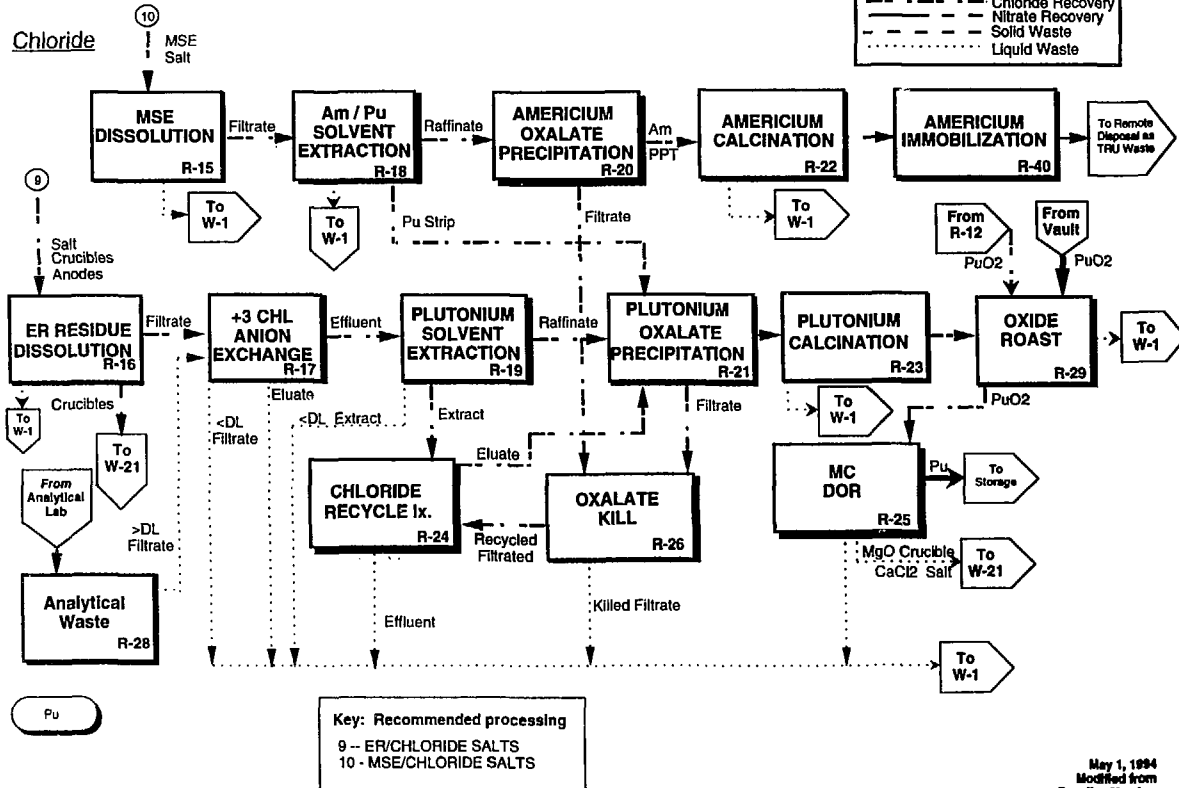 Chloride Recovery
Nitrate Recovery
Solid Waste
Liquid Waste
Chloride
10
MSE
Salt
MSE
DISSOLUTION
R-15
Filtrate
Am / Pu
SOLVENT
EXTRACTION
R-18
Raffinate
AMERICIUM
OXALATE
PRECIPITATION
R-20
Am
PPT
AMERICIUM
CALCINATION
R-22
AMERICIUM
IMMOBILIZATION
R-40
To Remote
Disposal as
TRU Waste
To
W-1
To
W-1
Pu Strip
Filtrate
To
W-1
From
R-12
PuO2
From
Vault
PuO2
9
Salt
Crucibles
Anodes
ER RESIDUE
DISSOLUTION
R-16
Filtrate
+3 CHL
ANION
EXCHANGE
R-17
Effluent
PLUTONIUM
SOLVENT
EXTRACTION
R-19
Raffinate
PLUTONIUM
OXALATE
PRECIPITATION
R-21
PLUTONIUM
CALCINATION
R-23
OXIDE
ROAST
R-29
To
W-1
To
W-1
Crucibles
To
W-21
Eluate
<DL
Filtrate
<DL Extract
Extract
Filtrate
To
W-1
PuO2
From
Analytical
Lab
>DL
Filtrate
Eluate
CHLORIDE
RECYCLE Ix.
R-24
Recycled
Filtrated
OXALATE
KILL
R-26
MC
DOR
R-25
Pu
To
Storage
MgO Crucible
CaCl2 Salt
To
W-21
Analytical
Waste
R-28
Effluent
Killed Filtrate
To
W-1
Pu
Key: Recommended processing
9 -- ER/CHLORIDE SALTS
10 - MSE/CHLORIDE SALTS
May 1, 1994
Modified from